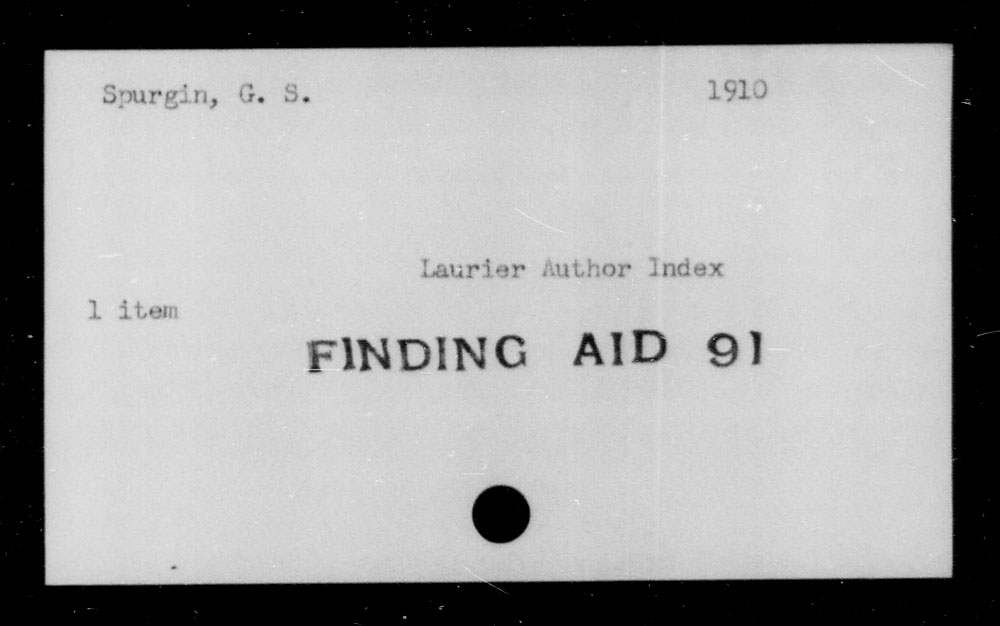 Spurgin, G. S. 1910
Laurier Author Index
1 item
FINDING AID 91